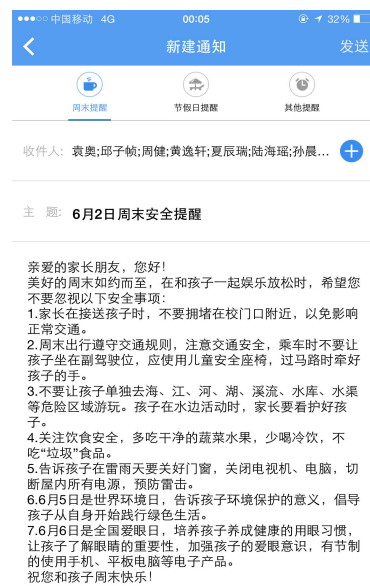 中国移动 4G 00:05 32%
新建通知 发送
周末提醒 节假日提醒 其他提醒
收件人: 袁奥;邱子帧;周健;黄逸轩;夏辰瑞;陆海瑶;孙晨...
主 题: 6月2日周末安全提醒
亲爱的家长朋友，您好！
美好的周末如约而至，在和孩子一起娱乐放松时，希望您
不要忽视以下安全事项：
1.家长在接送孩子时，不要拥堵在校门口附近，以免影响
正常交通。
2.周末出行遵守交通规则，注意交通安全，乘车时不要让
孩子坐在副驾驶位，应使用儿童安全座椅，过马路时牵好
孩子的手。
3.不要让孩子单独去海、江、河、湖、溪流、水库、水渠
等危险区域游玩。孩子在水边活动时，家长要看护好孩
子。
4.关注饮食安全，多吃干净的蔬菜水果，少喝冷饮，不
吃“垃圾”食品。
5.告诉孩子在雷雨天要关好门窗，关闭电视机、电脑，切
断屋内所有电源，预防雷击。
6.6月5日是世界环境日，告诉孩子环境保护的意义，倡导
孩子从自身开始践行绿色生活。
7.6月6日是全国爱眼日，培养孩子养成健康的用眼习惯，
让孩子了解眼睛的重要性，加强孩子的爱眼意识，有节制
的使用手机、平板电脑等电子产品。
祝您和孩子周末快乐！